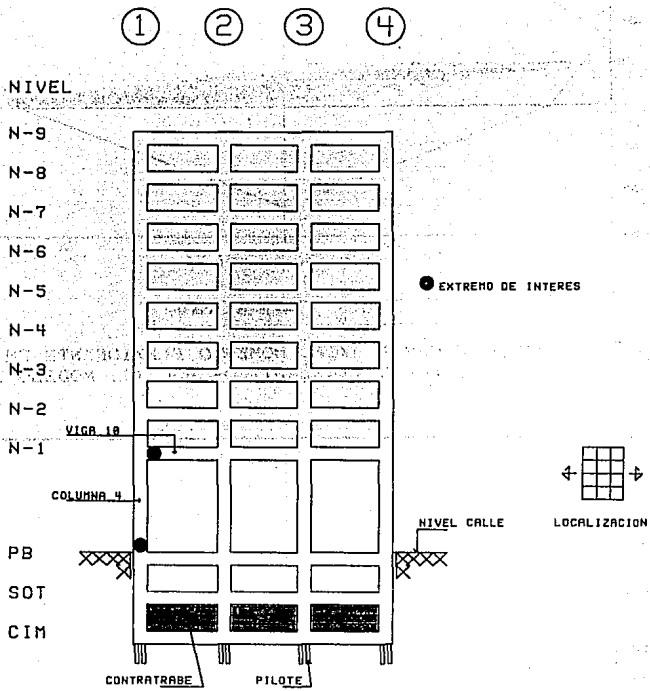 1 2 3 4
NIVEL
N-9
N-8
N-7
N-6
N-5
EXTREMO DE INTERES
N-4
N-3
N-2
VIGA 10
N-1
COLUMNA 4
NIVEL CALLE
LOCALIZACION
PB
SOT
CIM
CONTRATRABE
PILOTE